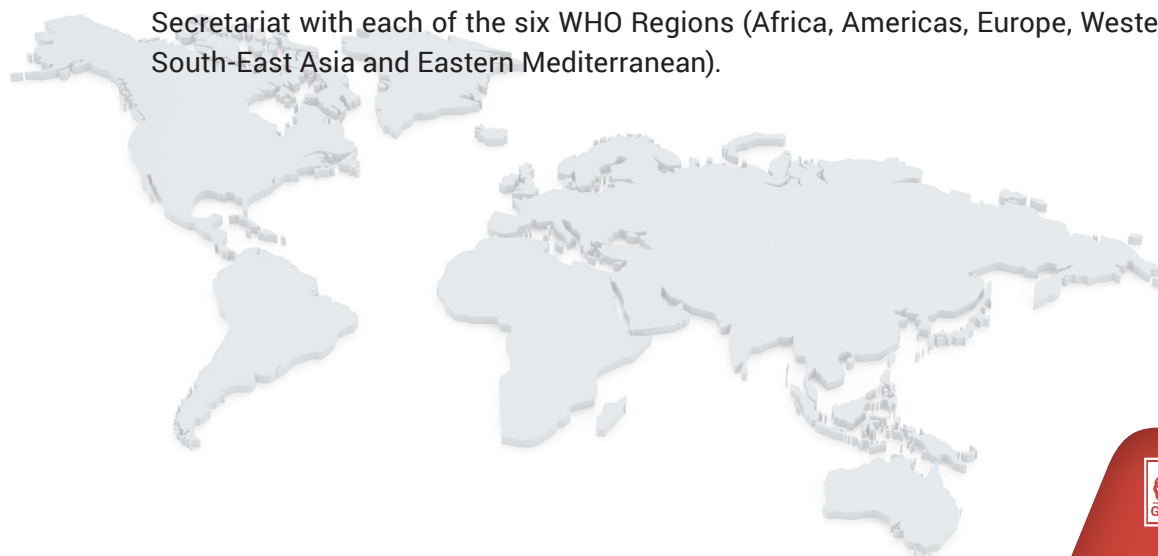 Secretariat with each of the six WHO Regions (Africa, Americas, Europe, Weste
South-East Asia and Eastern Mediterranean).
G